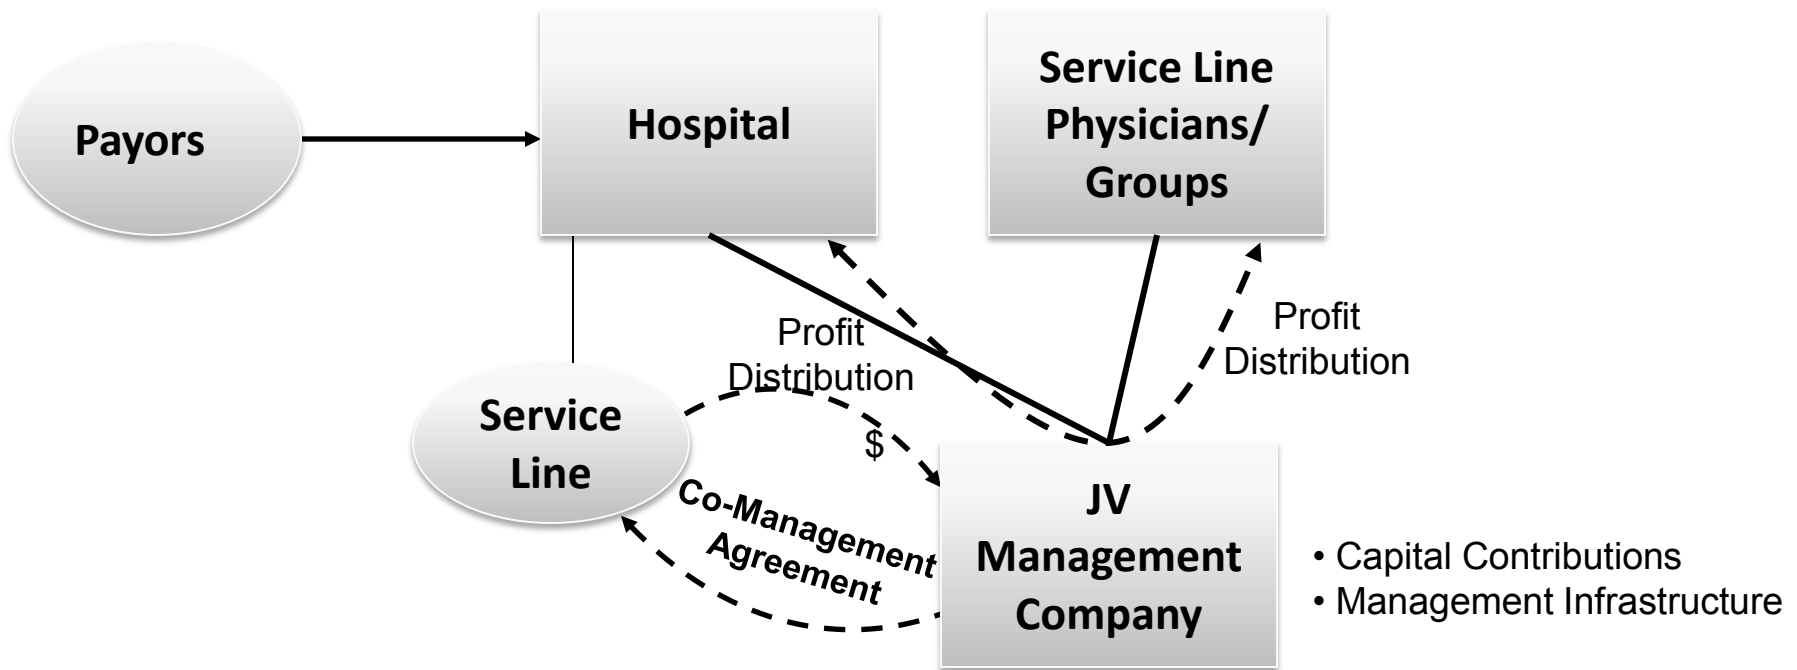 Payors
Hospital
Service Line
Physicians/
Groups
Profit
Distribution
Profit
Distribution
Service
Line
$
Co-Management
Agreement
JV
Management
Company
• Capital Contributions
• Management Infrastructure